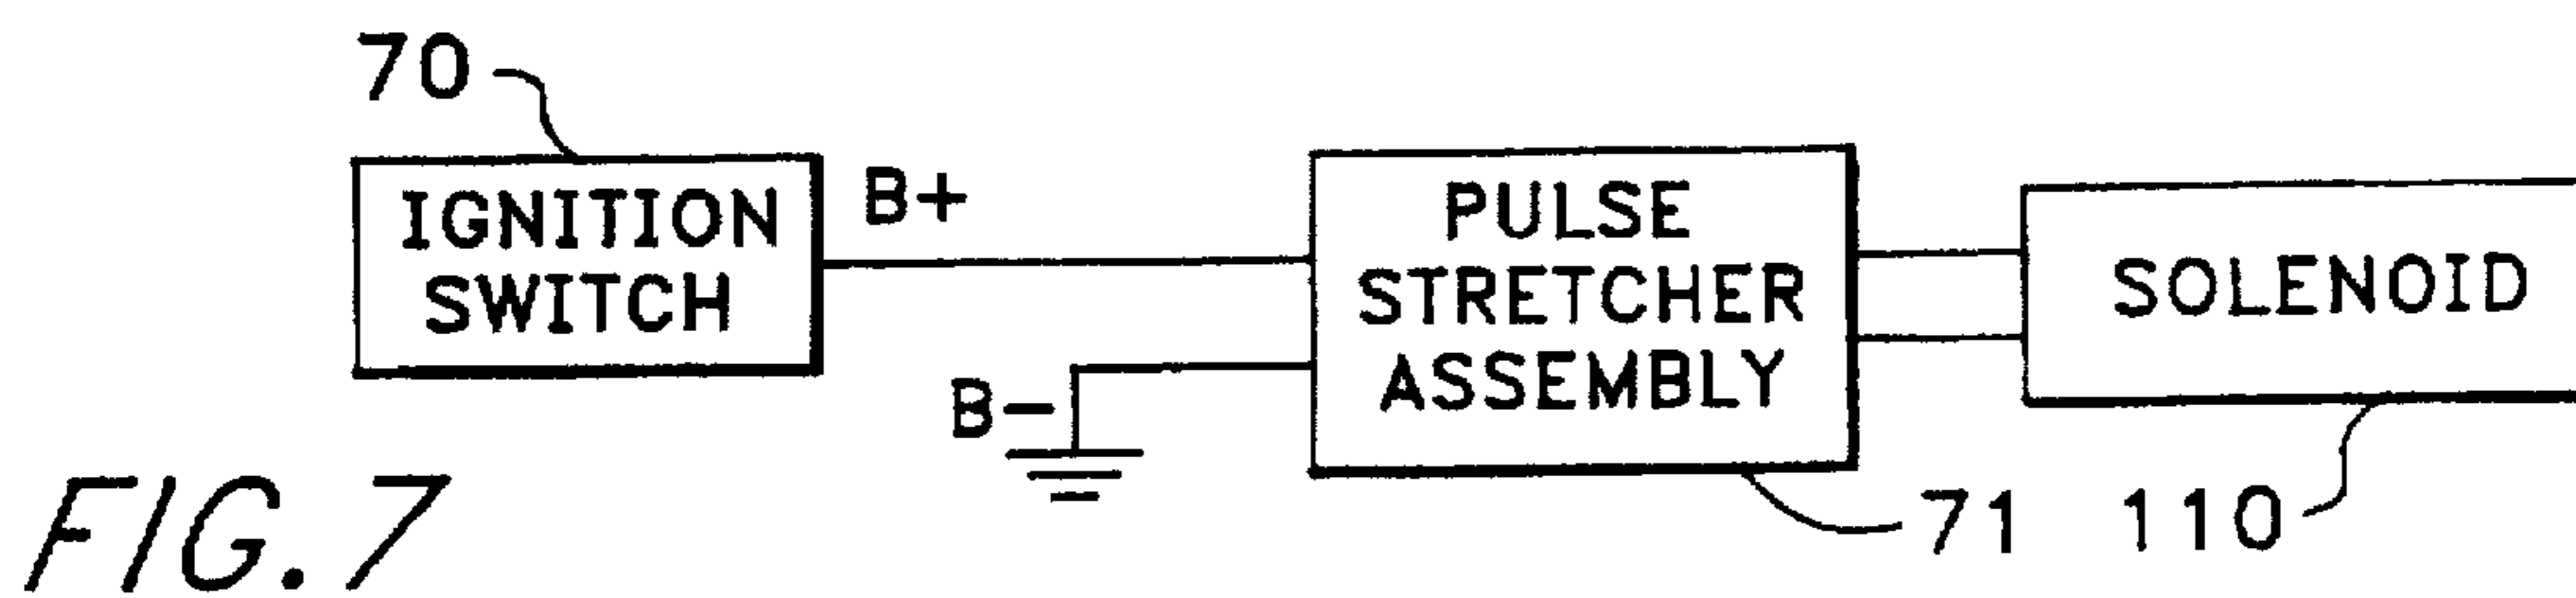 70
IGNITION
SWITCH
B+
B-
PULSE
STRETCHER
ASSEMBLY
SOLENOID
71
110
FIG. 7